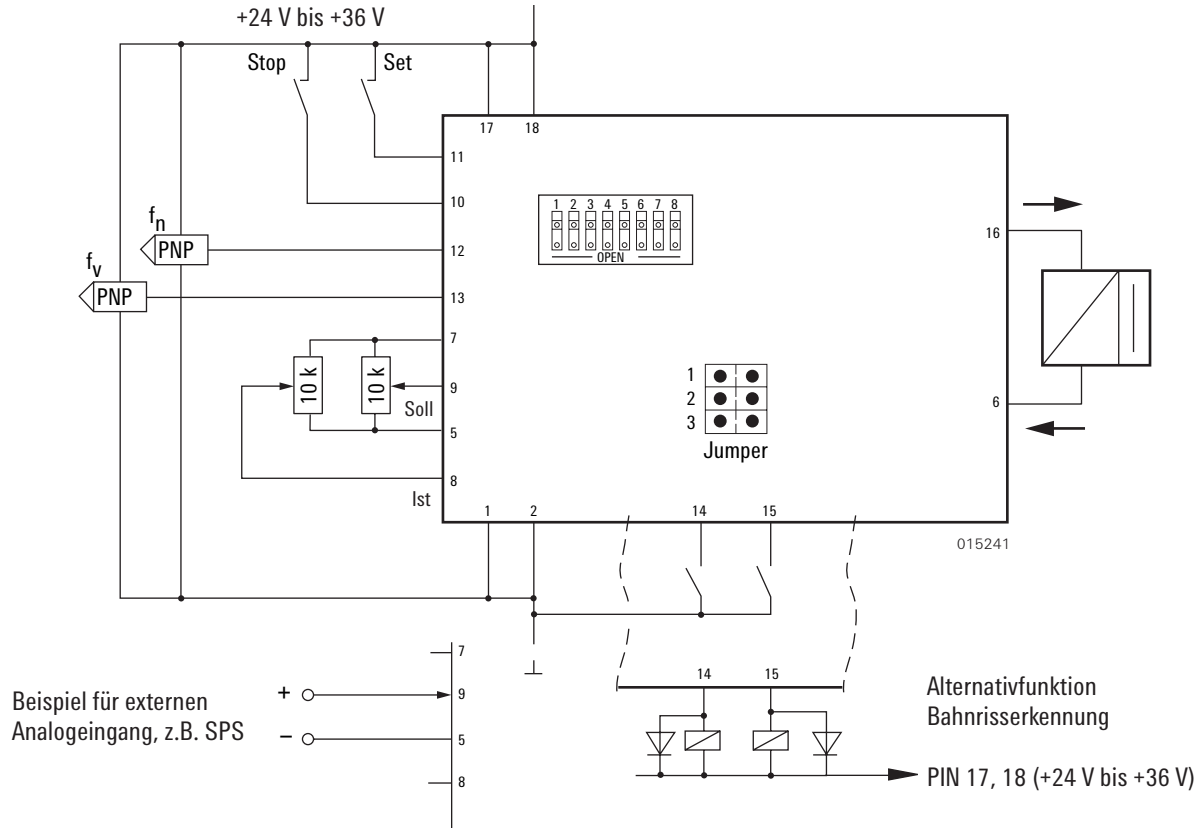 +24 V bis +36 V
Stop
Set
17
18
11
10
1 2 3 4 5 6 7 8
OPEN
16
fn
PNP
12
fv
PNP
13
7
10 k
10 k
9
Soll
5
1
2
3
Jumper
6
8
Ist
1
2
14
15
015241
7
Beispiel für externen
Analogeingang, z.B. SPS
+
9
–
5
8
14
15
Alternativfunktion
Bahnrisserkennung
PIN 17, 18 (+24 V bis +36 V)